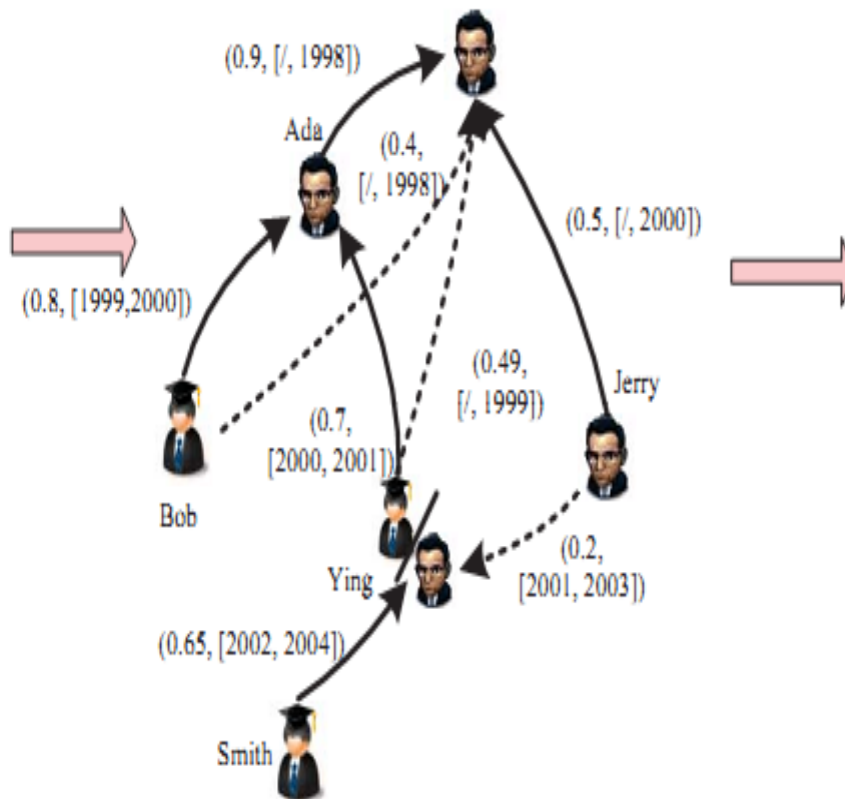 (0.9, [/, 1998])
Ada
(0.4,
[/, 1998])
(0.5, [/, 2000])
(0.8, [1999,2000])
(0.49,
[/, 1999])
Jerry
(0.7,
[2000, 2001])
Bob
Ying
(0.2,
[2001, 2003])
(0.65, [2002, 2004])
Smith